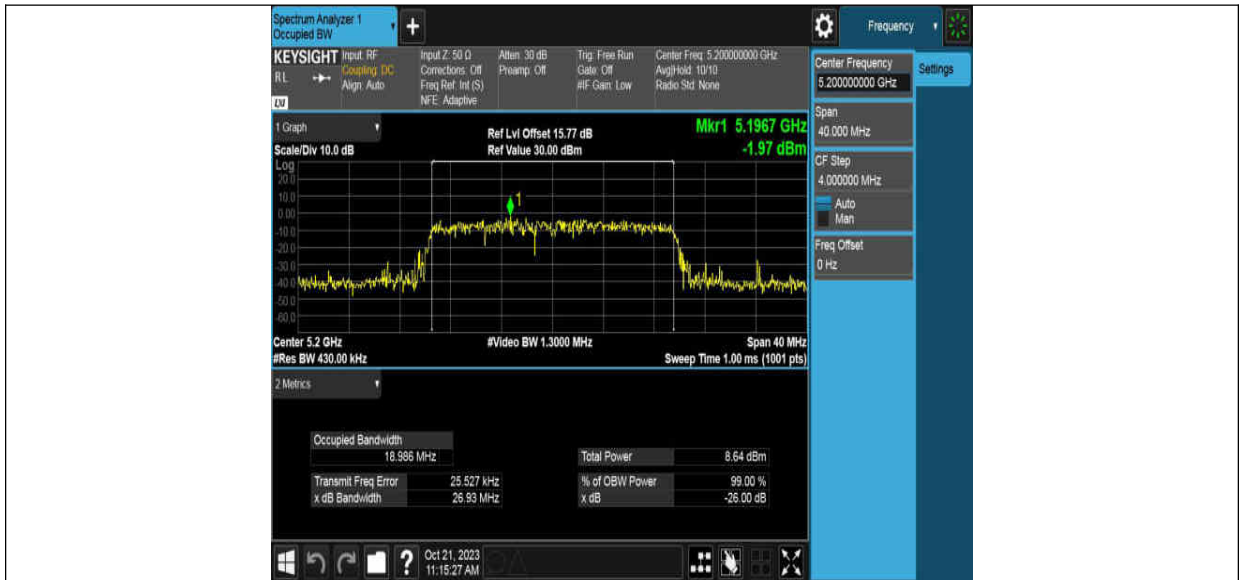 Spectrum Analyzer 1
Occupied BW
+
Frequency
KEYSIGHT
RL
LXI
Input: RF
Coupling: DC
Align: Auto
Input Z: 50 Ω
Corrections: Off
Freq Ref: Int (S)
NFE: Adaptive
Atten: 30 dB
Preamp: Off
Trig: Free Run
Gate: Off
#IF Gain: Low
Center Freq: 5.200000000 GHz
Avg|Hold: 10/10
Radio Std: None
Center Frequency
5.200000000 GHz
Settings
Span
40.000 MHz
CF Step
4.000000 MHz
Auto
Man
Freq Offset
0 Hz
1 Graph
Scale/Div 10.0 dB
Ref Lvl Offset 15.77 dB
Ref Value 30.00 dBm
Mkr1 5.1967 GHz
-1.97 dBm
Log
20.0
10.0
0.00
-10.0
-20.0
-30.0
-40.0
-50.0
-60.0
1
Center 5.2 GHz
#Video BW 1.3000 MHz
Span 40 MHz
#Res BW 430.00 kHz
Sweep Time 1.00 ms (1001 pts)
2 Metrics
Occupied Bandwidth
18.986 MHz
Total Power 8.64 dBm
Transmit Freq Error 25.527 kHz
% of OBW Power 99.00 %
x dB Bandwidth 26.93 MHz
x dB -26.00 dB
?
Oct 21, 2023
11:15:27 AM